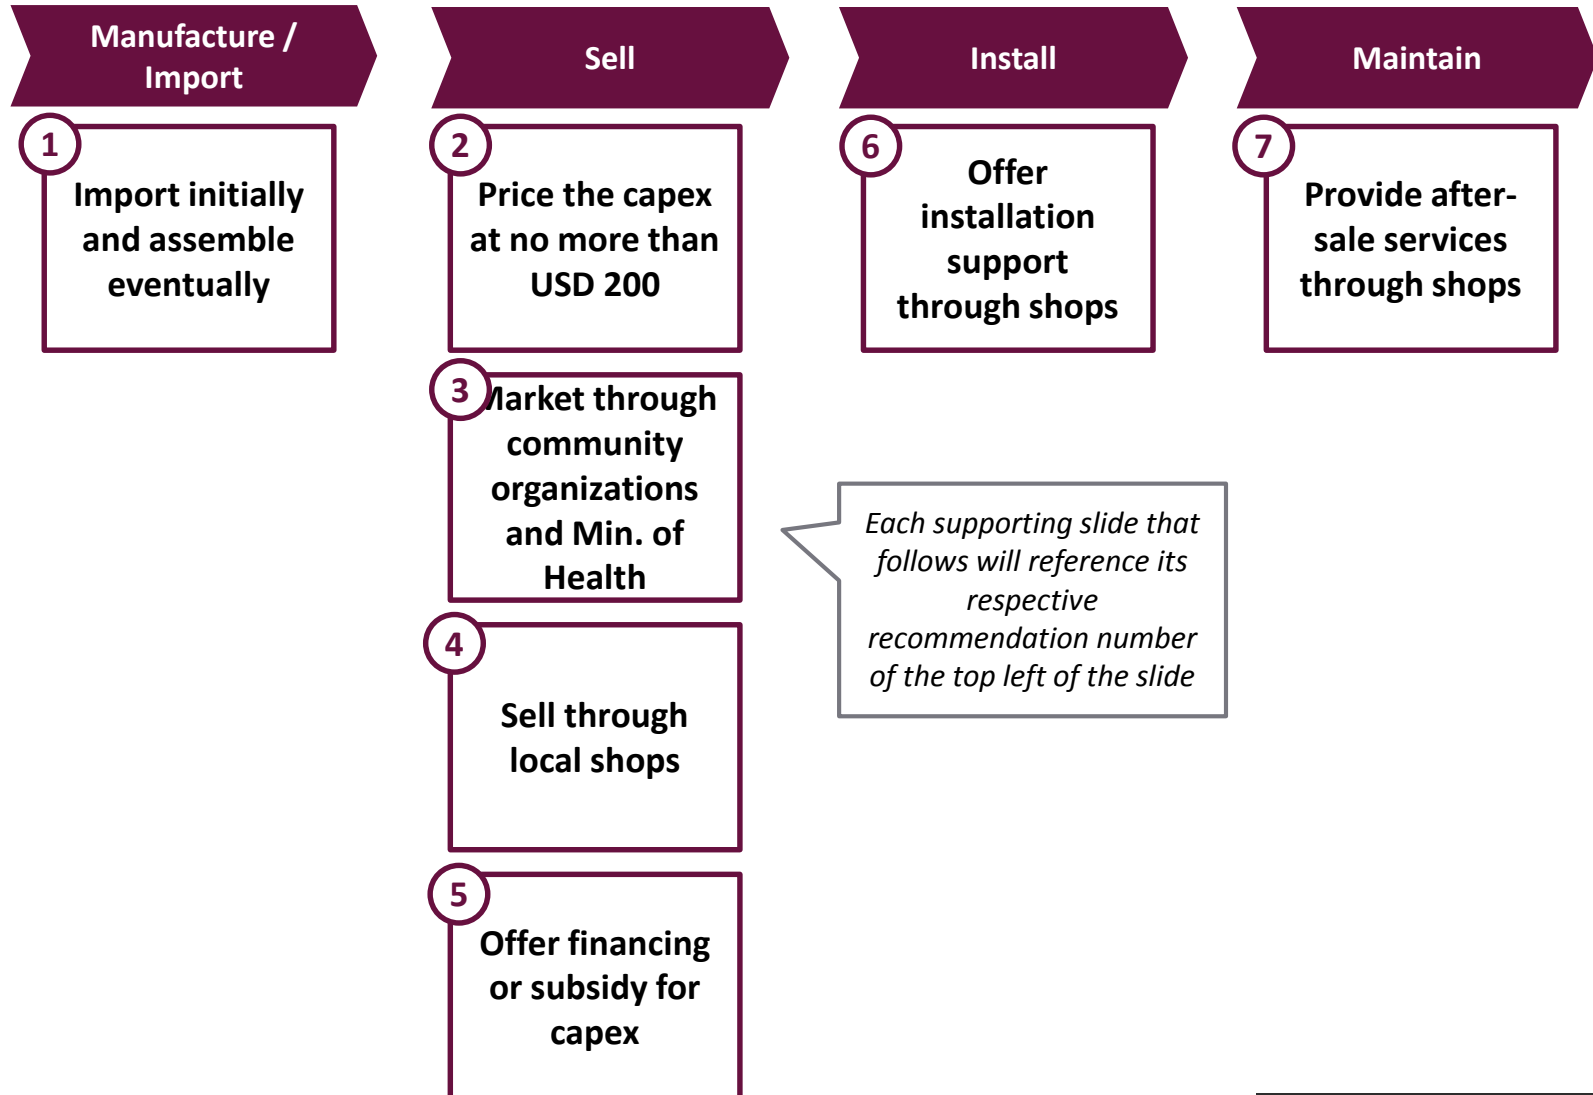 Manufacture /
Import
Sell
Install
Maintain
1
Import initially
and assemble
eventually
2
Price the capex
at no more than
USD 200
3
Market through
community
organizations
and Min. of
Health
4
Sell through
local shops
5
Offer financing
or subsidy for
capex
6
Offer
installation
support
through shops
7
Provide after-
sale services
through shops
Each supporting slide that
follows will reference its
respective
recommendation number
of the top left of the slide